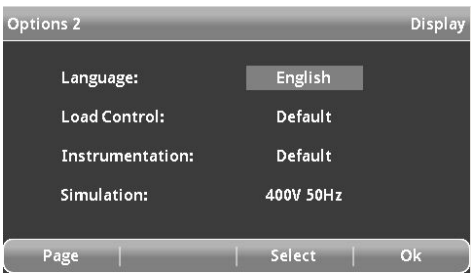 Options 2 Display
Language: English
Load Control: Default
Instrumentation: Default
Simulation: 400V 50Hz
Page Select Ok